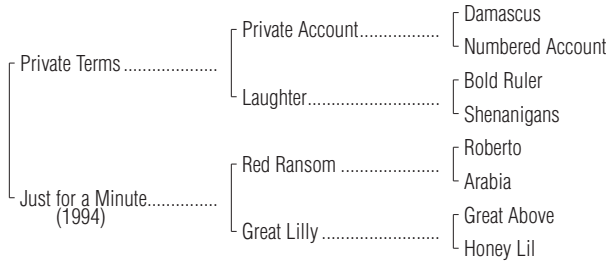 Damascus
Private Account..................
Numbered Account
Private Terms ....................
Bold Ruler
Laughter............................
Shenanigans
Roberto
Red Ransom .....................
Arabia
Just for a Minute...............
(1994)
Great Above
Great Lilly .........................
Honey Lil